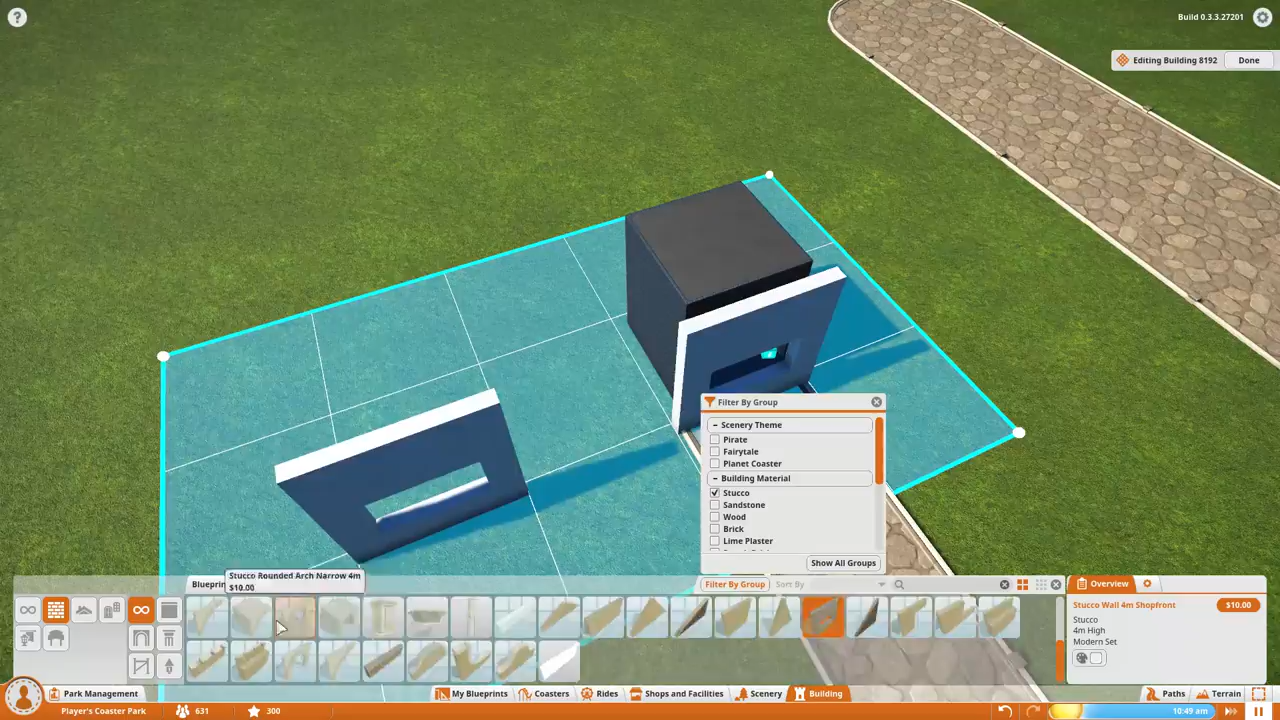 ?
Build 0.3.3.27201
Editing Building 8192
Done
Filter By Group
- Scenery Theme
Pirate
Fairytale
Planet Coaster
- Building Material
Stucco
Sandstone
Wood
Brick
Lime Plaster
Show All Groups
Stucco Rounded Arch Narrow 4m
$10.00
Filter By Group
Sort By
Overview
Stucco Wall 4m Shopfront
$10.00
Stucco
4m High
Modern Set
Park Management
My Blueprints
Coasters
Rides
Shops and Facilities
Scenery
Building
Paths
Terrain
Player's Coaster Park
631
300
10:49 am